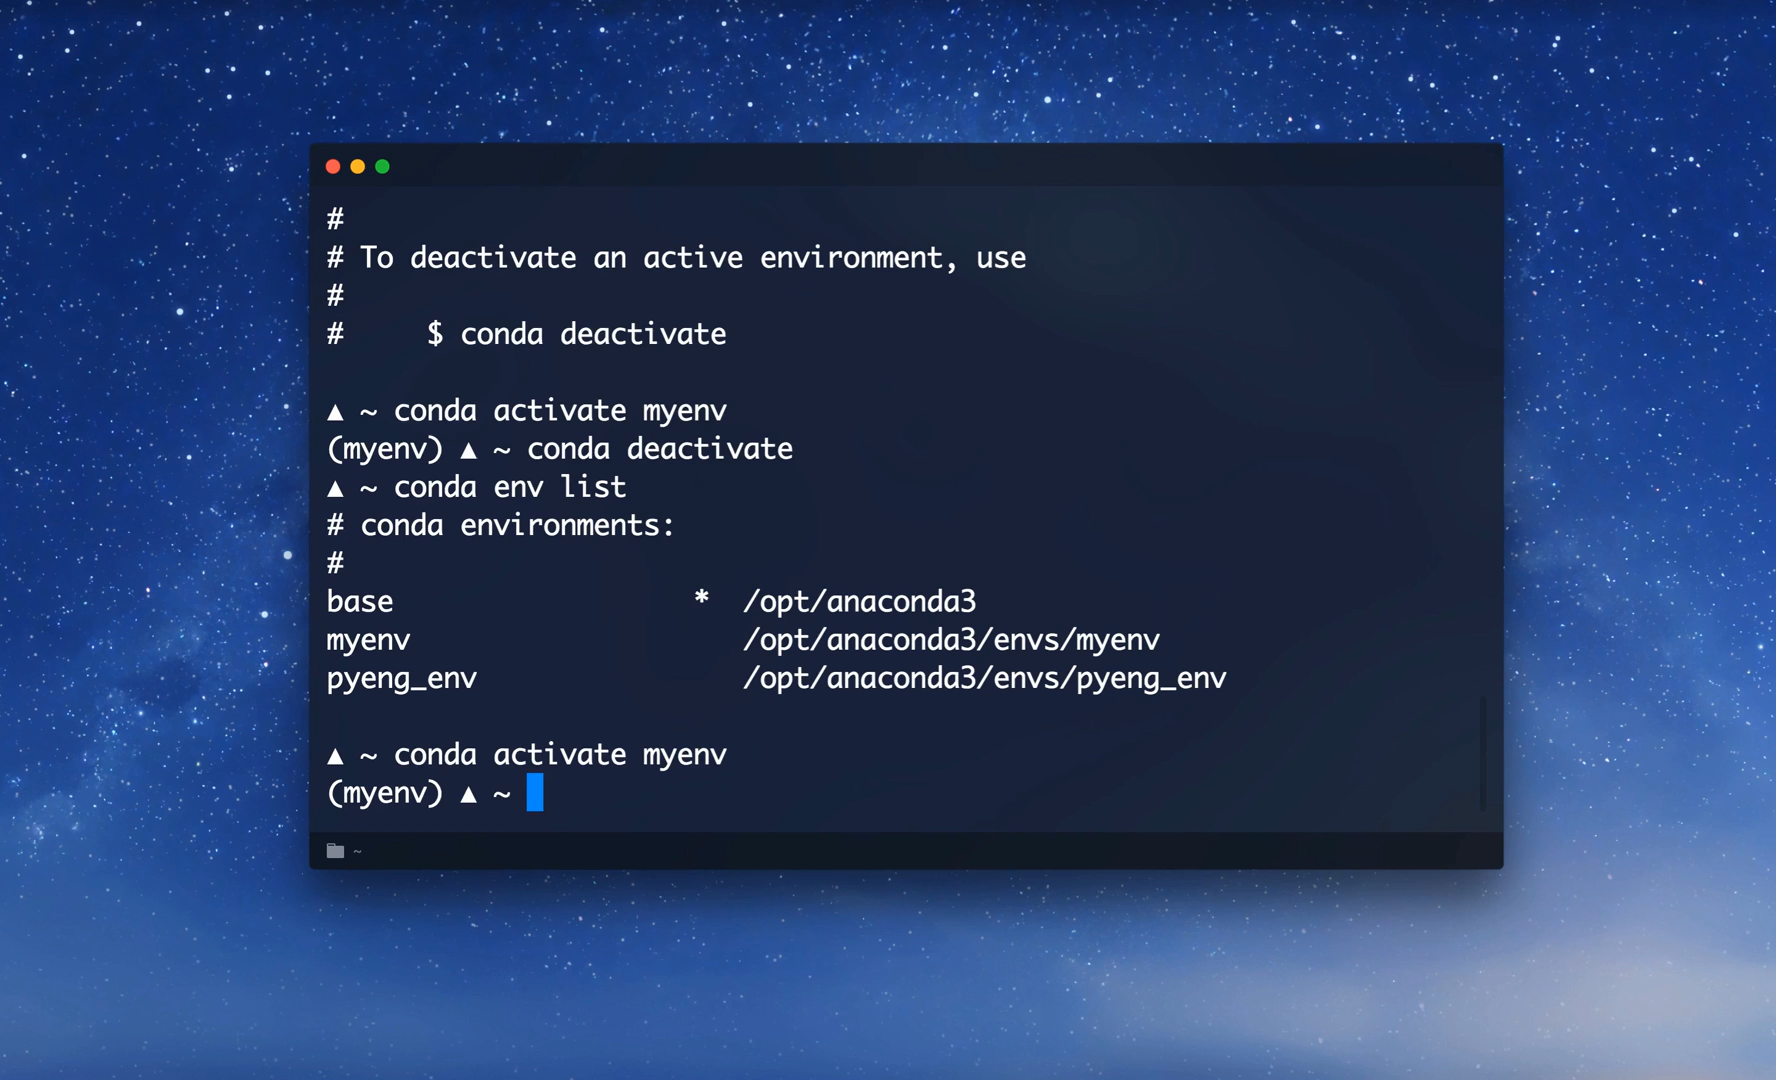 #
# To deactivate an active environment, use
#
#     $ conda deactivate
▲ ~ conda activate myenv
(myenv) ▲ ~ conda deactivate
▲ ~ conda env list
# conda environments:
#
base                  *  /opt/anaconda3
myenv                    /opt/anaconda3/envs/myenv
pyeng_env                /opt/anaconda3/envs/pyeng_env
▲ ~ conda activate myenv
(myenv) ▲ ~
~